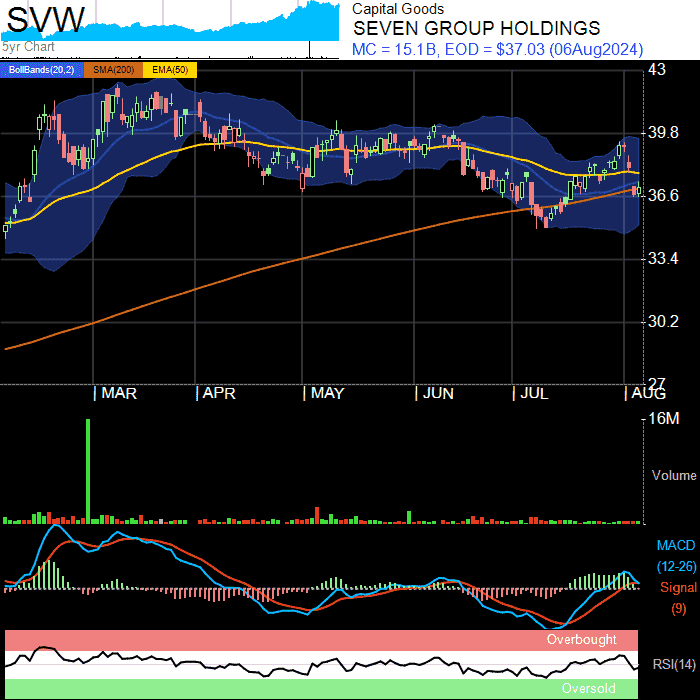 SVW
5yr Chart
Capital Goods
SEVEN GROUP HOLDINGS
MC = 15.1B, EOD = $37.03 (06Aug2024)
BollBands(20,2) SMA(200) EMA(50)
43
39.8
36.6
33.4
30.2
27
| MAR | APR | MAY | JUN | JUL | AUG
16M
Volume
MACD
(12-26)
Signal
(9)
Overbought
RSI(14)
Oversold